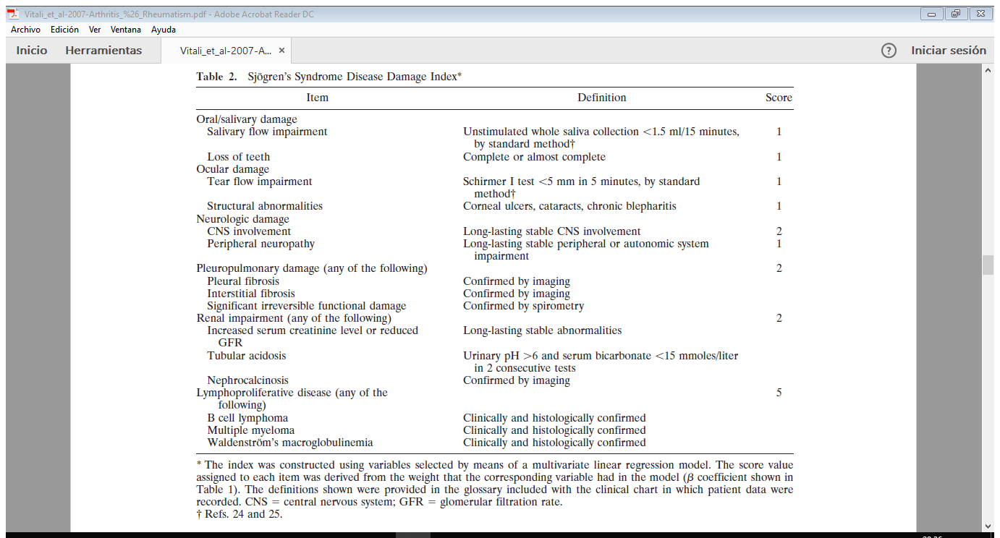 Vitali_et_al-2007-Arthritis_%26_Rheumatism.pdf - Adobe Acrobat Reader DC
Archivo Edición Ver Ventana Ayuda
Inicio Herramientas Vitali_et_al-2007-A... × ? Iniciar sesión
Table 2. Sjögren's Syndrome Disease Damage Index*
Item Definition Score
Oral/salivary damage
Salivary flow impairment Unstimulated whole saliva collection <1.5 ml/15 minutes, 1
by standard method†
Loss of teeth Complete or almost complete 1
Ocular damage
Tear flow impairment Schirmer I test <5 mm in 5 minutes, by standard 1
method†
Structural abnormalities Corneal ulcers, cataracts, chronic blepharitis 1
Neurologic damage
CNS involvement Long-lasting stable CNS involvement 2
Peripheral neuropathy Long-lasting stable peripheral or autonomic system 1
impairment
Pleuropulmonary damage (any of the following) 2
Pleural fibrosis Confirmed by imaging
Interstitial fibrosis Confirmed by imaging
Significant irreversible functional damage Confirmed by spirometry
Renal impairment (any of the following) 2
Increased serum creatinine level or reduced Long-lasting stable abnormalities
GFR
Tubular acidosis Urinary pH >6 and serum bicarbonate <15 mmoles/liter
in 2 consecutive tests
Nephrocalcinosis Confirmed by imaging
Lymphoproliferative disease (any of the 5
following)
B cell lymphoma Clinically and histologically confirmed
Multiple myeloma Clinically and histologically confirmed
Waldenström's macroglobulinemia Clinically and histologically confirmed
* The index was constructed using variables selected by means of a multivariate linear regression model. The score value
assigned to each item was derived from the weight that the corresponding variable had in the model (β coefficient shown in
Table 1). The definitions shown were provided in the glossary included with the clinical chart in which patient data were
recorded. CNS = central nervous system; GFR = glomerular filtration rate.
† Refs. 24 and 25.